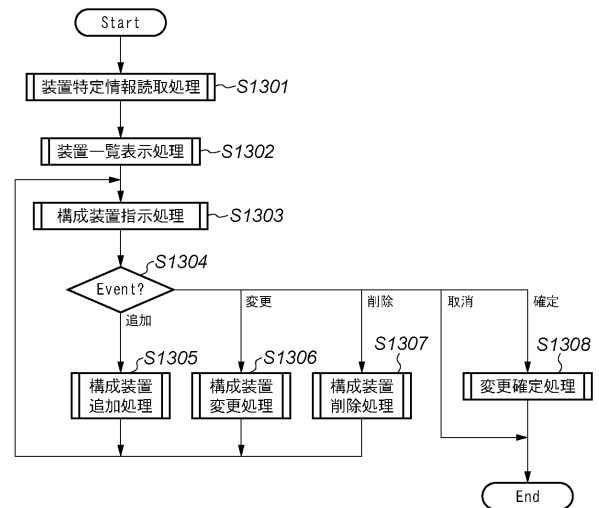 Start
装置特定情報読取処理
S1301
装置一覧表示処理
S1302
構成装置指示処理
S1303
S1304
Event?
追加
変更
削除
取消
確定
S1305
S1306
S1307
S1308
構成装置
追加処理
構成装置
変更処理
構成装置
削除処理
変更確定処理
End